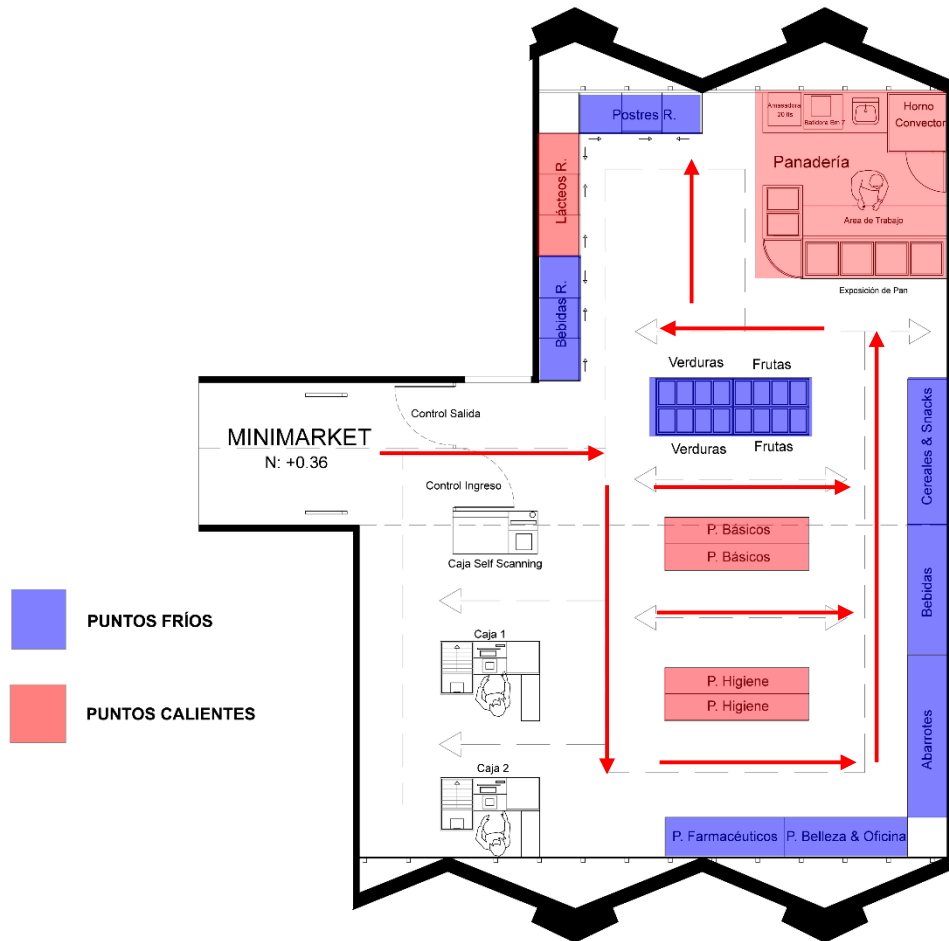 Postres R.
Amasadora
20 lts
Batidora Bm 7
Horno
Convector
Lácteos R.
Panadería
Area de Trabajo
Bebidas R.
Exposición de Pan
Verduras
Frutas
Control Salida
MINIMARKET
N: +0.36
Verduras
Frutas
Cereales & Snacks
Control Ingreso
P. Básicos
P. Básicos
Caja Self Scanning
Bebidas
PUNTOS FRÍOS
Caja 1
P. Higiene
P. Higiene
PUNTOS CALIENTES
Abarrotes
Caja 2
P. Farmacéuticos
P. Belleza & Oficina